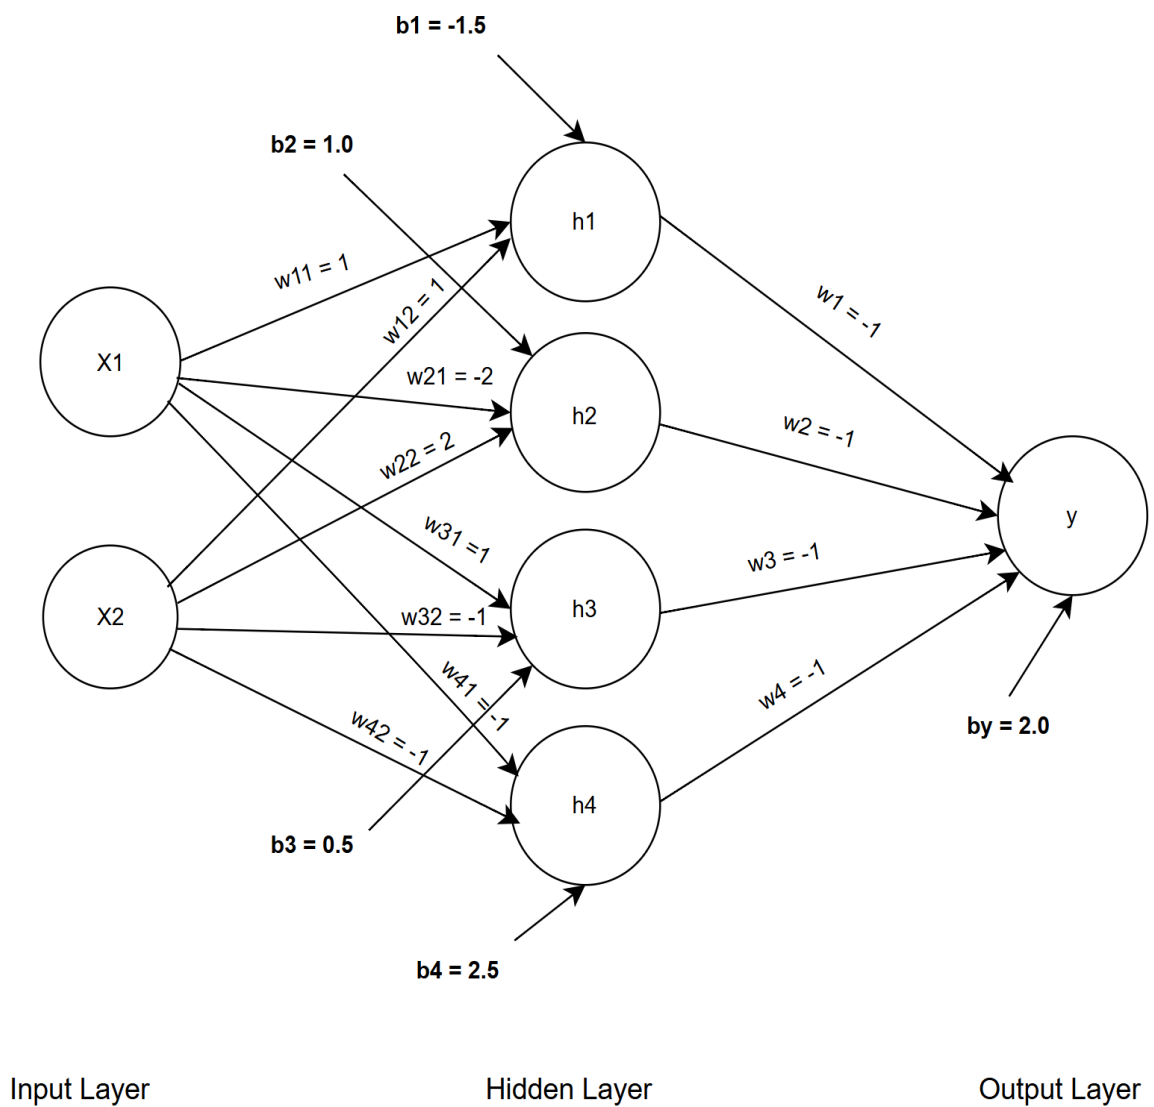 b1 = -1.5
b2 = 1.0
h1
w11 = 1
w12 = 1
w1 = -1
X1
w21 = -2
h2
w22 = 2
w2 = -1
w31 =1
y
w3 = -1
X2
w32 = -1
h3
w41 = -1
w4 = -1
w42 = -1
by = 2.0
h4
b3 = 0.5
b4 = 2.5
Input Layer
Hidden Layer
Output Layer